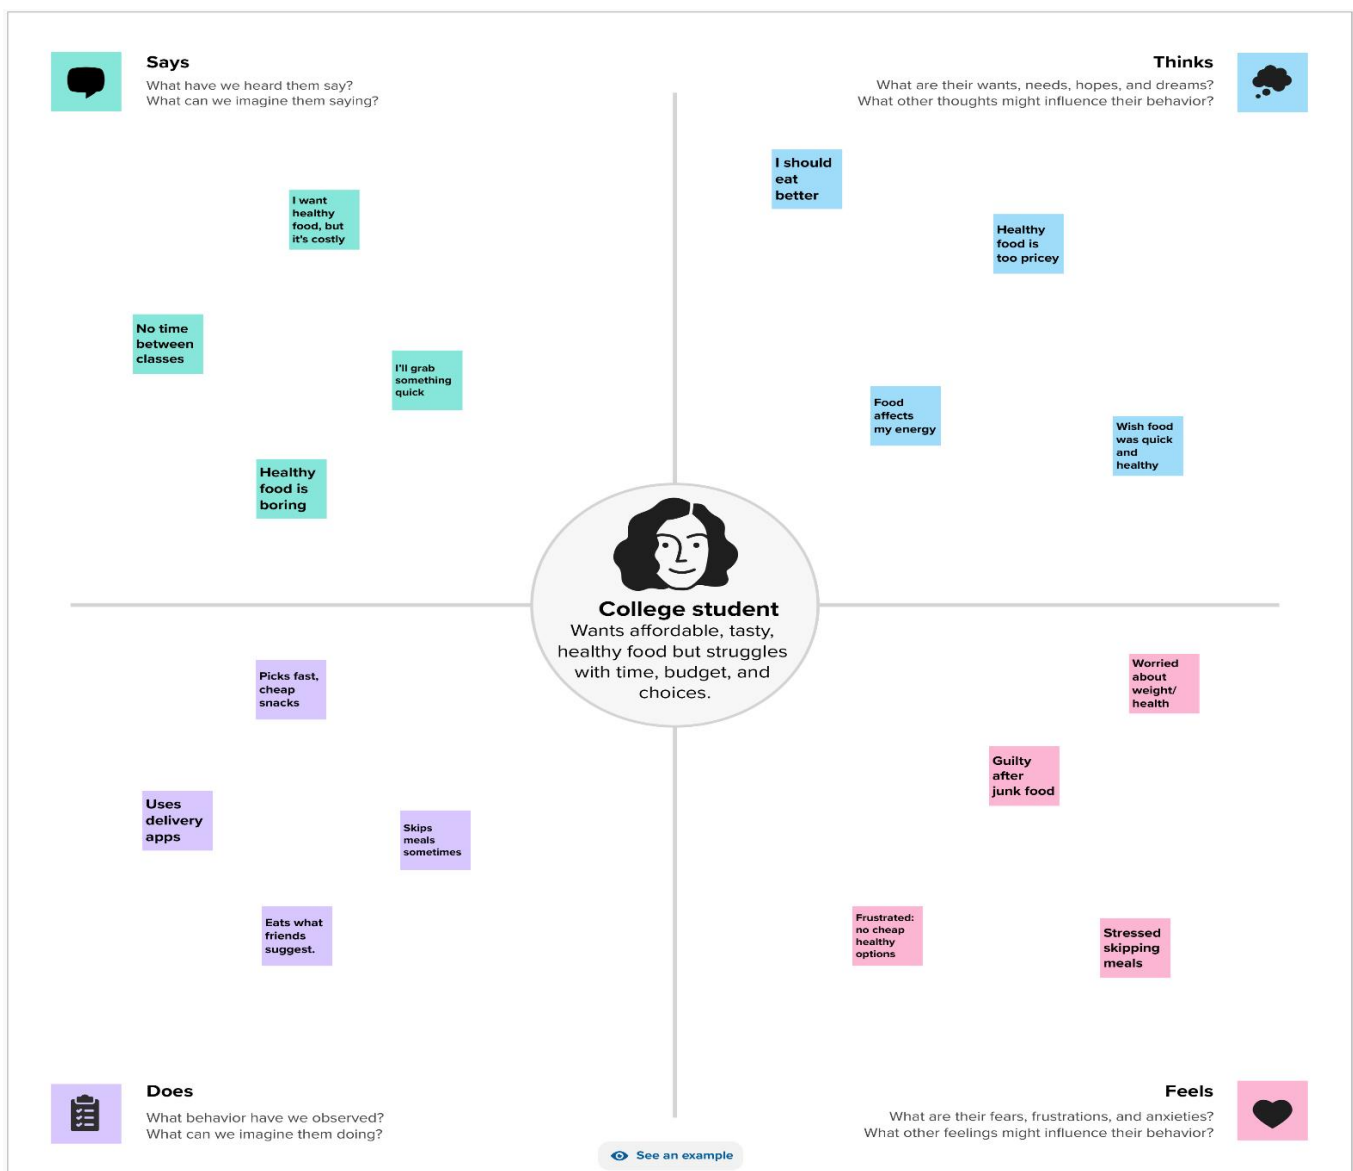 Says
What have we heard them say?
What can we imagine them saying?
I want
healthy
food, but
it's costly
No time
between
classes
I'll grab
something
quick
Healthy
food is
boring
Thinks
What are their wants, needs, hopes, and dreams?
What other thoughts might influence their behavior?
I should
eat
better
Healthy
food is
too pricey
Food
affects
my energy
Wish food
was quick
and
healthy
College student
Wants affordable, tasty,
healthy food but struggles
with time, budget, and
choices.
Picks fast,
cheap
snacks
Uses
delivery
apps
Skips
meals
sometimes
Eats what
friends
suggest.
Does
What behavior have we observed?
What can we imagine them doing?
Worried
about
weight/
health
Guilty
after
junk food
Frustrated:
no cheap
healthy
options
Stressed
skipping
meals
Feels
What are their fears, frustrations, and anxieties?
What other feelings might influence their behavior?
See an example